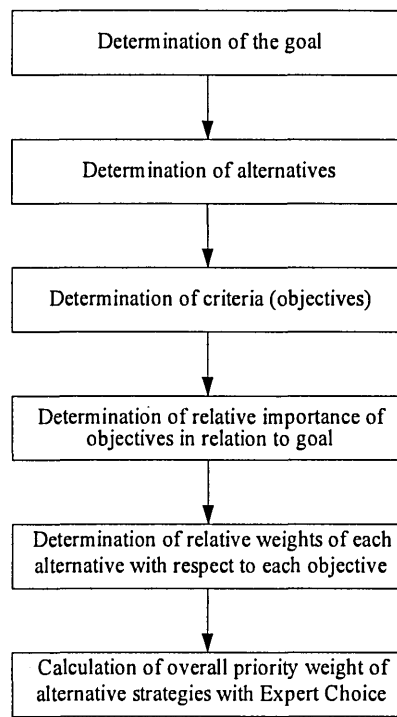 Determination of the goal
Determination of alternatives
Determination of criteria (objectives)
Determination of relative importance of
objectives in relation to goal
Determination of relative weights of each
alternative with respect to each objective
Calculation of overall priority weight of
alternative strategies with Expert Choice